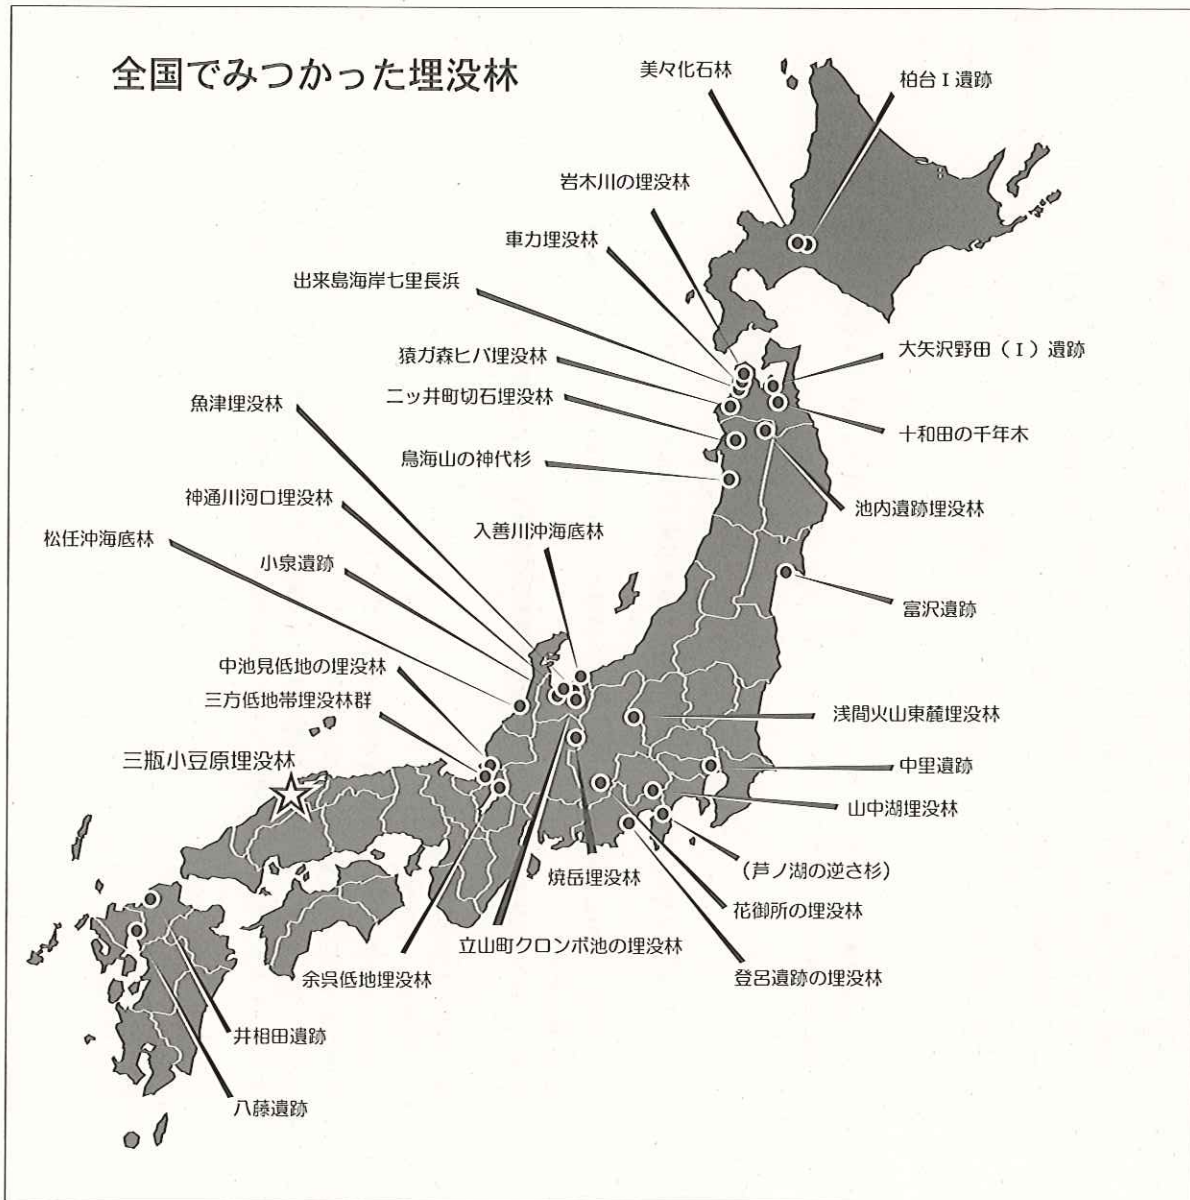 全国でみつかった埋没林
美々化石林
柏台Ⅰ遺跡
岩木川の埋没林
車力埋没林
出来島海岸七里長浜
猿ガ森ヒバ埋没林
大矢沢野田（Ⅰ）遺跡
二ッ井町切石埋没林
魚津埋没林
十和田の千年木
鳥海山の神代杉
神通川河口埋没林
池内遺跡埋没林
入善川沖海底林
松任沖海底林
小泉遺跡
富沢遺跡
中池見低地の埋没林
三方低地帯埋没林群
浅間火山東麓埋没林
三瓶小豆原埋没林
中里遺跡
山中湖埋没林
(芦ノ湖の逆さ杉)
焼岳埋没林
花御所の埋没林
立山町クロンボ池の埋没林
余呉低地埋没林
登呂遺跡の埋没林
井相田遺跡
八藤遺跡